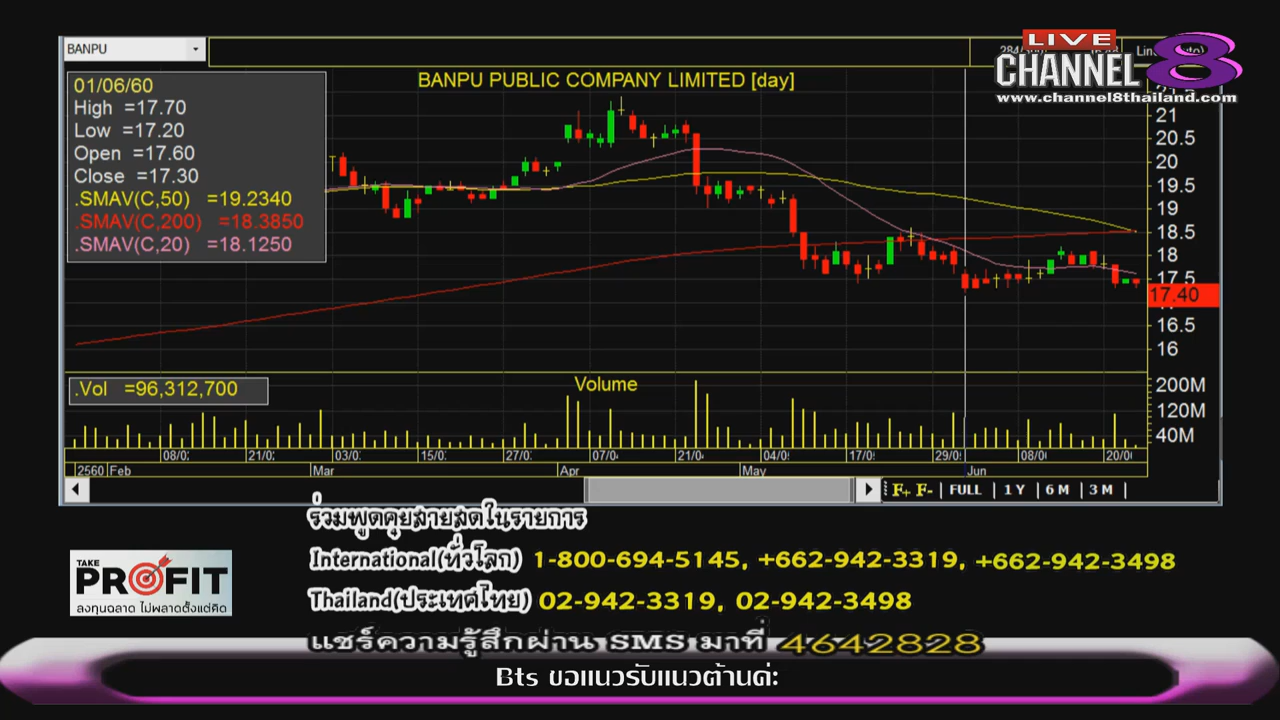 BANPU
LIVE
CHANNEL 8
www.channel8thailand.com
BANPU PUBLIC COMPANY LIMITED [day]
01/06/60
High =17.70
Low =17.20
Open =17.60
Close =17.30
.SMAV(C,50) =19.2340
.SMAV(C,200) =18.3850
.SMAV(C,20) =18.1250
21
20.5
20
19.5
19
18.5
18
17.5
17.40
16.5
16
.Vol =96,312,700
Volume
200M
120M
40M
08/0 21/0 03/0 15/0 27/0 07/0 21/0 04/0 17/0 29/0 08/0 20/0
2560 Feb Mar Apr May Jun
F+ F- FULL 1 Y 6 M 3 M
ร่วมพูดคุยสายสดในรายการ
International(ทั่วโลก) 1-800-694-5145, +662-942-3319, +662-942-3498
TAKE
PROFIT
ลงทุนฉลาด ไม่พลาดตั้งแต่คิด
Thailand(ประเทศไทย) 02-942-3319, 02-942-3498
แชร์ความรู้สึกผ่าน SMS มาที่ 4642828
Bts ขอแนวรับแนวต้านค่ะ